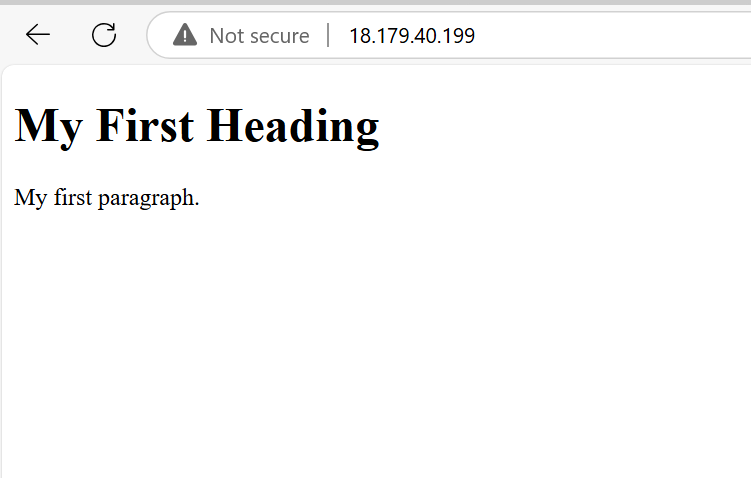 Not secure | 18.179.40.199
My First Heading
My first paragraph.